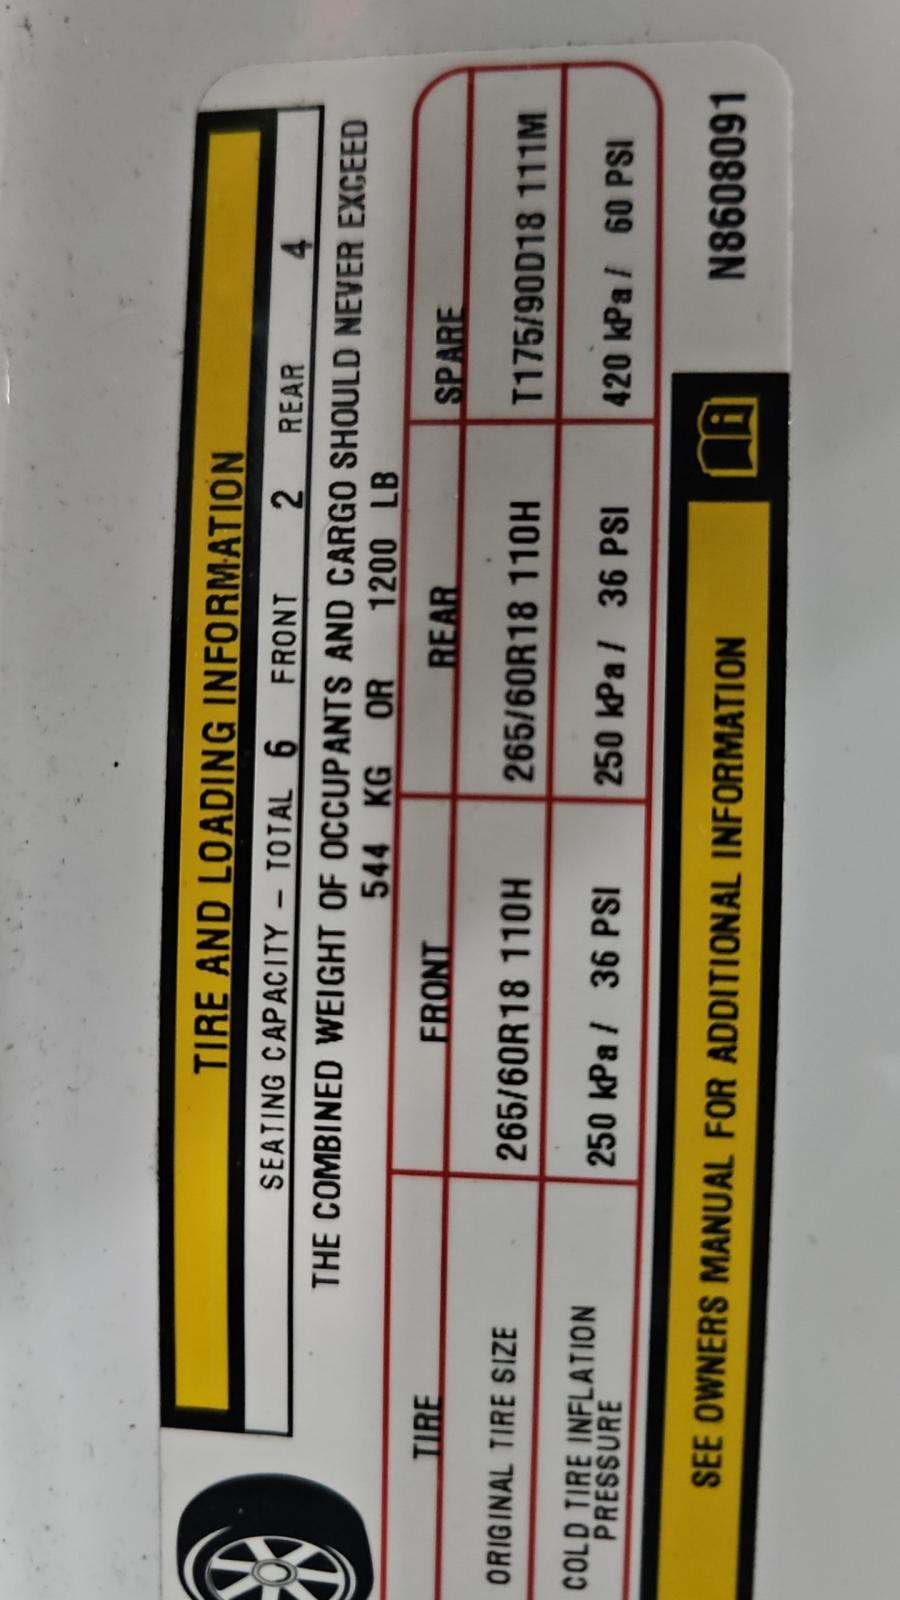 TIRE AND LOADING INFORMATION
SEATING CAPACITY – TOTAL 6 FRONT 2 REAR 4
THE COMBINED WEIGHT OF OCCUPANTS AND CARGO SHOULD NEVER EXCEED
544 KG OR 1200 LB
TIRE FRONT REAR SPARE
ORIGINAL TIRE SIZE 265/60R18 110H 265/60R18 110H T175/90D18 111M
COLD TIRE INFLATION
PRESSURE 250 kPa / 36 PSI 250 kPa / 36 PSI 420 kPa / 60 PSI
SEE OWNERS MANUAL FOR ADDITIONAL INFORMATION
N8608091